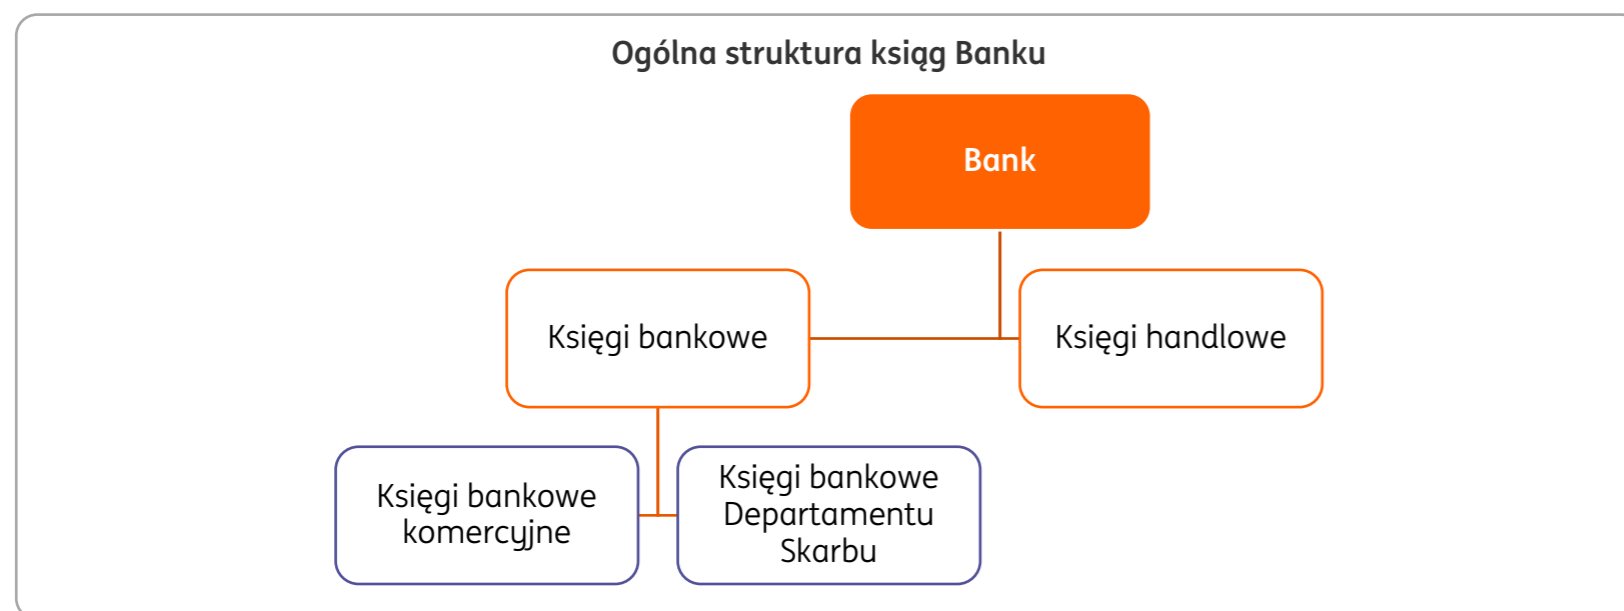 Ogólna struktura ksiąg Banku
Bank
Księgi bankowe
Księgi handlowe
Księgi bankowe
komercyjne
Księgi bankowe
Departamentu
Skarbu